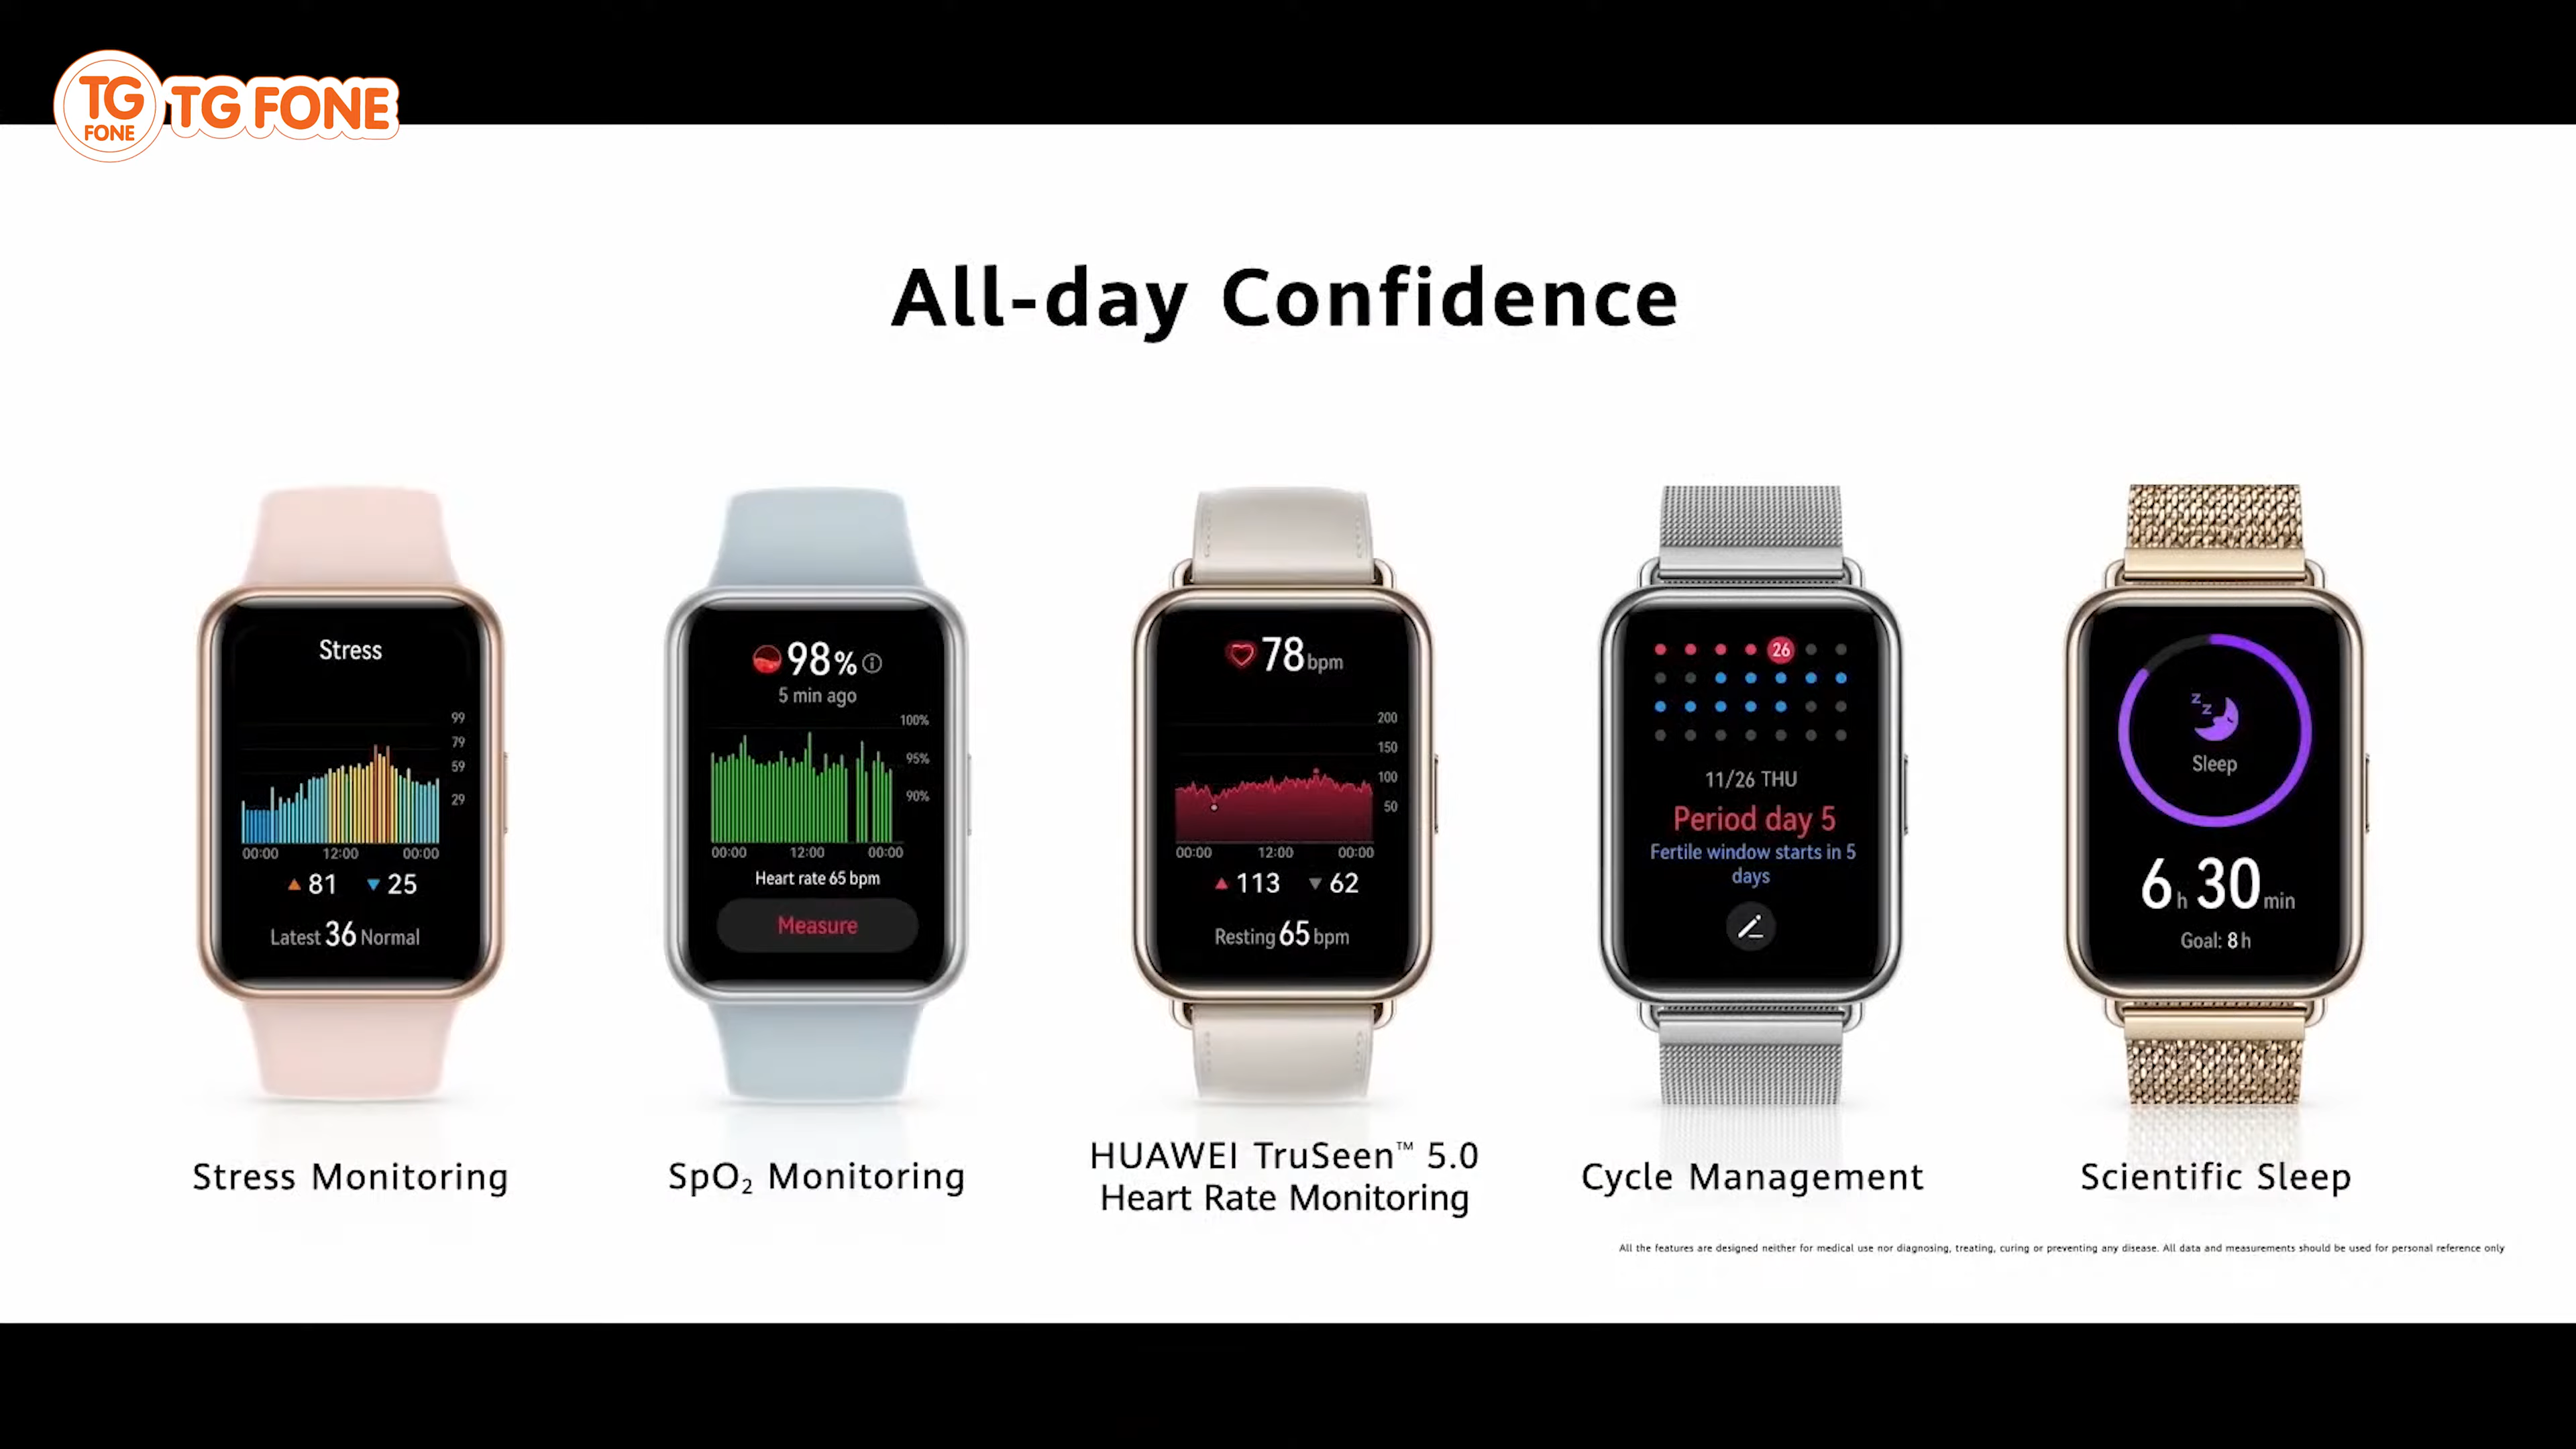 TG
FONE
TG FONE
All-day Confidence
Stress
99
79
59
29
00:00 12:00 00:00
81 25
Latest 36 Normal
Stress Monitoring
98%
5 min ago
100%
95%
90%
00:00 12:00 00:00
Heart rate 65 bpm
Measure
SpO₂ Monitoring
78 bpm
200
150
100
50
00:00 12:00 00:00
113 62
Resting 65 bpm
HUAWEI TruSeen™ 5.0
Heart Rate Monitoring
26
11/26 THU
Period day 5
Fertile window starts in 5
days
Cycle Management
z z
Sleep
6 h 30 min
Goal: 8 h
Scientific Sleep
All the features are designed neither for medical use nor diagnosing, treating, curing or preventing any disease. All data and measurements should be used for personal reference only